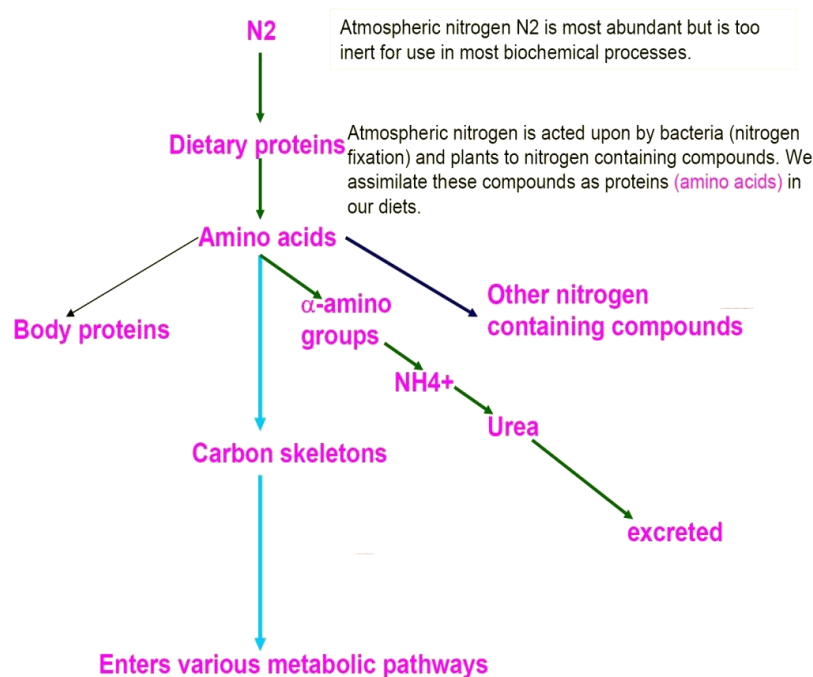 N2
Atmospheric nitrogen N2 is most abundant but is too
inert for use in most biochemical processes.
Dietary proteins
Atmospheric nitrogen is acted upon by bacteria (nitrogen
fixation) and plants to nitrogen containing compounds. We
assimilate these compounds as proteins (amino acids) in
our diets.
Amino acids
Body proteins
α-amino
groups
Other nitrogen
containing compounds
NH4+
Urea
Carbon skeletons
excreted
Enters various metabolic pathways